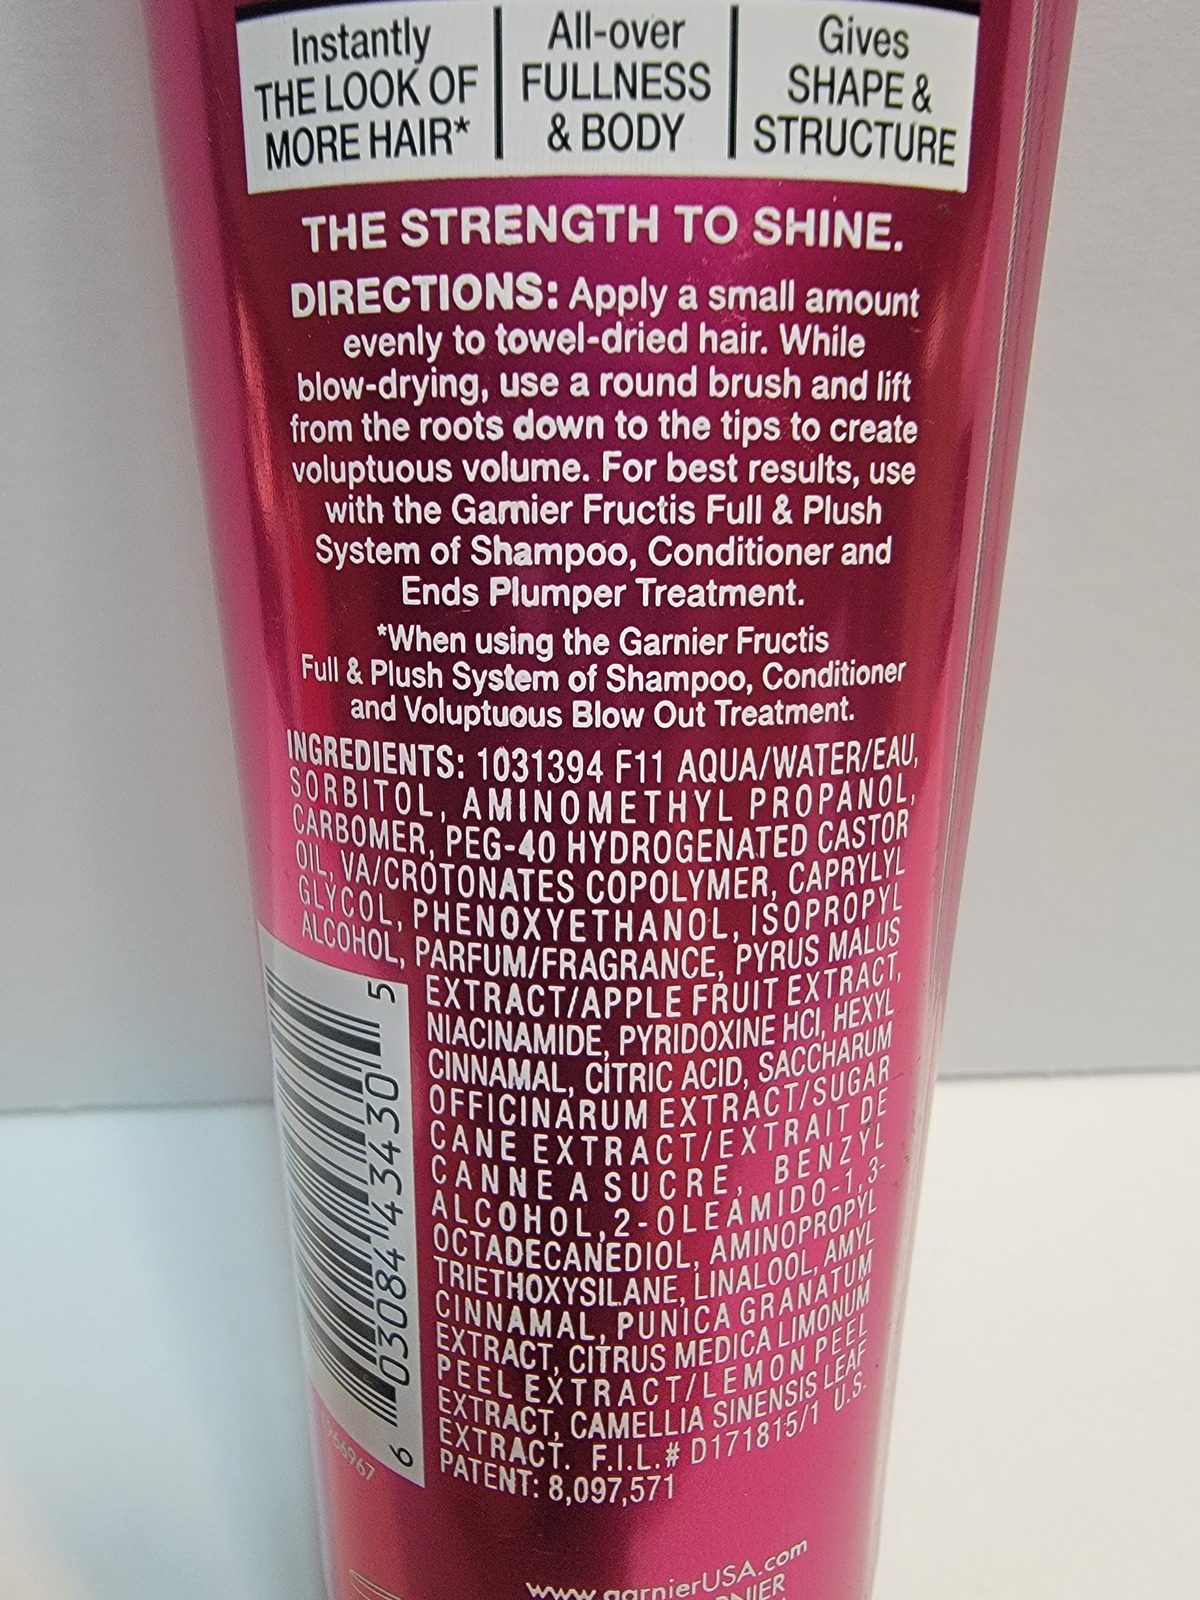 Instantly
THE LOOK OF
MORE HAIR*
All-over
FULLNESS
& BODY
Gives
SHAPE &
STRUCTURE
THE STRENGTH TO SHINE.
DIRECTIONS: Apply a small amount
evenly to towel-dried hair. While
blow-drying, use a round brush and lift
from the roots down to the tips to create
voluptuous volume. For best results, use
with the Garnier Fructis Full & Plush
System of Shampoo, Conditioner and
Ends Plumper Treatment.
*When using the Garnier Fructis
Full & Plush System of Shampoo, Conditioner
and Voluptuous Blow Out Treatment.
INGREDIENTS: 1031394 F11 AQUA/WATER/EAU,
SORBITOL, AMINOMETHYL PROPANOL,
CARBOMER, PEG-40 HYDROGENATED CASTOR
OIL, VA/CROTONATES COPOLYMER, CAPRYLYL
GLYCOL, PHENOXYETHANOL, ISOPROPYL
ALCOHOL, PARFUM/FRAGRANCE, PYRUS MALUS
EXTRACT/APPLE FRUIT EXTRACT,
NIACINAMIDE, PYRIDOXINE HCI, HEXYL
CINNAMAL, CITRIC ACID, SACCHARUM
OFFICINARUM EXTRACT/SUGAR
CANE EXTRACT/EXTRAIT DE
CANNE A SUCRE, BENZYL
ALCOHOL, 2-OLEAMIDO-1,3-
OCTADECANEDIOL, AMINOPROPYL
TRIETHOXYSILANE, LINALOOL, AMYL
CINNAMAL, PUNICA GRANATUM
EXTRACT, CITRUS MEDICA LIMONUM
PEEL EXTRACT/LEMON PEEL
EXTRACT, CAMELLIA SINENSIS LEAF
EXTRACT. F.I.L.# D171815/1 U.S.
PATENT: 8,097,571
6 03084 43430 5
www.garnierUSA.com